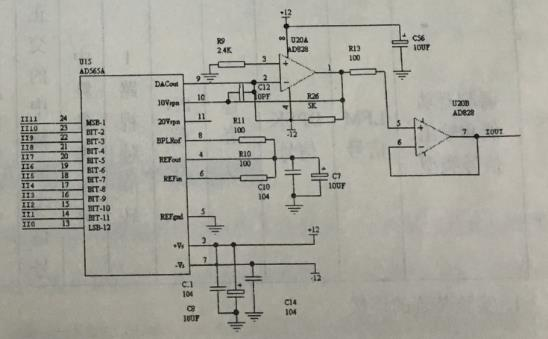 +12
C56
10UF
8
U20A
AD828
R13
100
R9
2.4K
3
2
1
U15
AD565A
DACout
9
C12
10PF
10Vrpn
10
R26
5K
4
-12
20Vrpn
11
R11
100
BPLRof
8
REFout
4
R10
100
REFin
6
C10
104
C7
10UF
REFgnd
5
U20B
AD828
5
6
7
IOUT
II11 24 MSB-1
II10 23 BIT-2
II9 22 BIT-3
II8 21 BIT-4
II7 20 BIT-5
II6 19 BIT-6
II5 18 BIT-7
II4 17 BIT-8
II3 16 BIT-9
II2 15 BIT-10
II1 14 BIT-11
II0 13 LSB-12
+Vs
3
+12
-Vs
7
-12
104
C8
10UF
C14
104